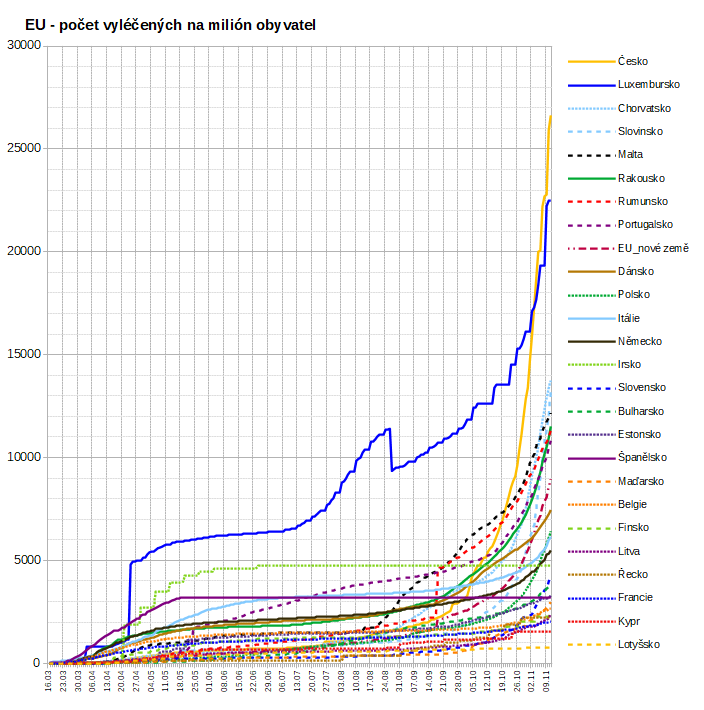 EU - počet vyléčených na milión obyvatel
30000
25000
20000
15000
10000
5000
0
16.03
23.03
30.03
06.04
13.04
20.04
27.04
04.05
11.05
18.05
25.05
01.06
08.06
15.06
22.06
29.06
06.07
13.07
20.07
27.07
03.08
10.08
17.08
24.08
31.08
07.09
14.09
21.09
28.09
05.10
12.10
19.10
26.10
02.11
09.11
Česko
Luxembursko
Chorvatsko
Slovinsko
Malta
Rakousko
Rumunsko
Portugalsko
EU_nové země
Dánsko
Polsko
Itálie
Německo
Irsko
Slovensko
Bulharsko
Estonsko
Španělsko
Maďarsko
Belgie
Finsko
Litva
Řecko
Francie
Kypr
Lotyšsko